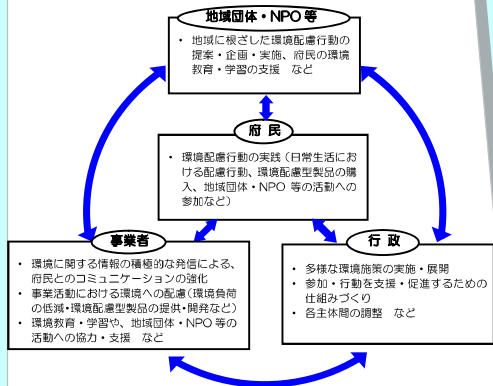 地域団体・NPO 等
・ 地域に根ざした環境配慮行動の
提案・企画・実施、府民の環境
教育・学習の支援 など
府 民
・ 環境配慮行動の実践（日常生活にお
ける配慮行動、環境配慮型製品の購
入、地域団体・NPO 等の活動への
参加など）
事業者
・ 環境に関する情報の積極的な発信による、
府民とのコミュニケーションの強化
・ 事業活動における環境への配慮（環境負荷
の低減・環境配慮型製品の提供・開発など）
・ 環境教育・学習や、地域団体・NPO 等の
活動への協力・支援 など
行 政
・ 多様な環境施策の実施・展開
・ 参加・行動を支援・促進するための
仕組みづくり
・ 各主体間の調整 など